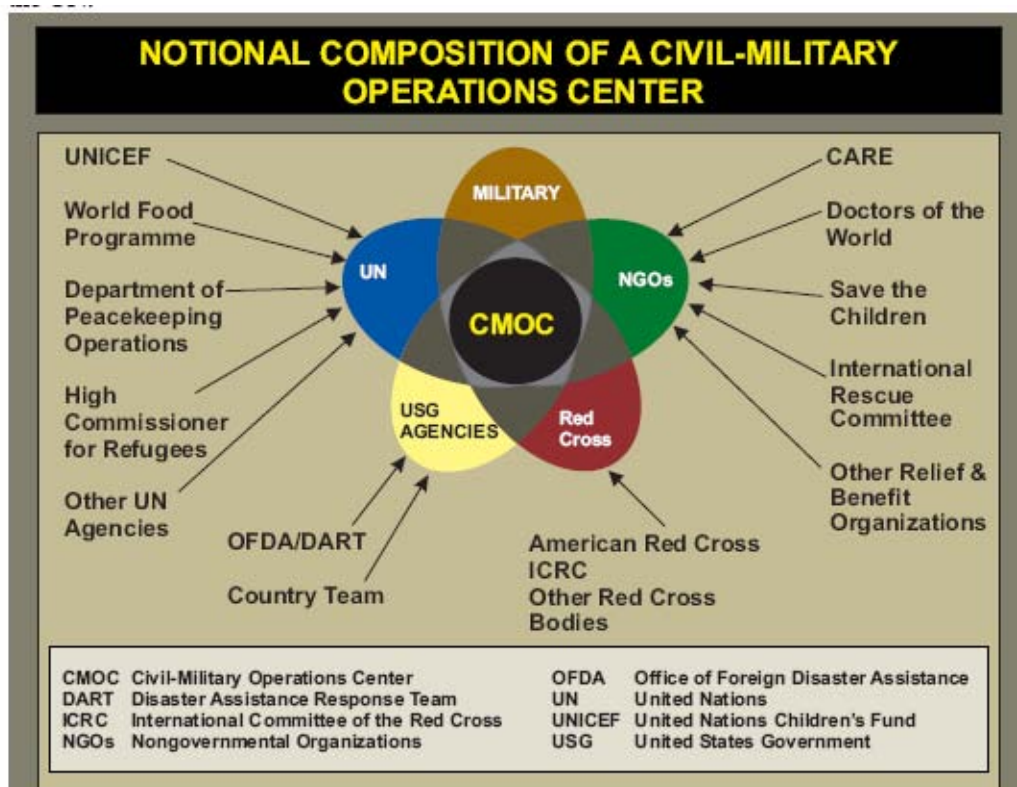 NOTIONAL COMPOSITION OF A CIVIL-MILITARY
OPERATIONS CENTER
UNICEF
World Food
Programme
Department of
Peacekeeping
Operations
High
Commissioner
for Refugees
Other UN
Agencies
MILITARY
UN
NGOs
CMOC
USG
AGENCIES
Red
Cross
CARE
Doctors of the
World
Save the
Children
International
Rescue
Committee
Other Relief &
Benefit
Organizations
OFDA/DART
Country Team
American Red Cross
ICRC
Other Red Cross
Bodies
CMOC Civil-Military Operations Center
DART Disaster Assistance Response Team
ICRC International Committee of the Red Cross
NGOs Nongovernmental Organizations
OFDA Office of Foreign Disaster Assistance
UN United Nations
UNICEF United Nations Children's Fund
USG United States Government